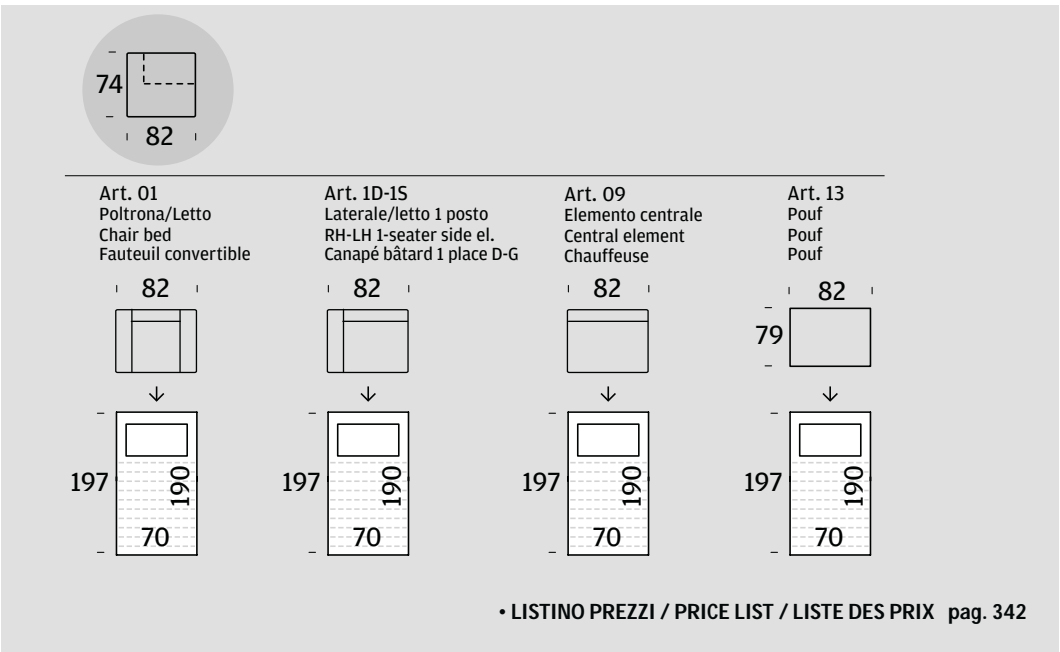 74
82
Art. 01
Poltrona/Letto
Chair bed
Fauteuil convertible
82
197
190
70
Art. 1D-1S
Laterale/letto 1 posto
RH-LH 1-seater side el.
Canapé bâtard 1 place D-G
82
197
190
70
Art. 09
Elemento centrale
Central element
Chauffeuse
82
197
190
70
Art. 13
Pouf
Pouf
Pouf
82
79
197
190
70
• LISTINO PREZZI / PRICE LIST / LISTE DES PRIX pag. 342